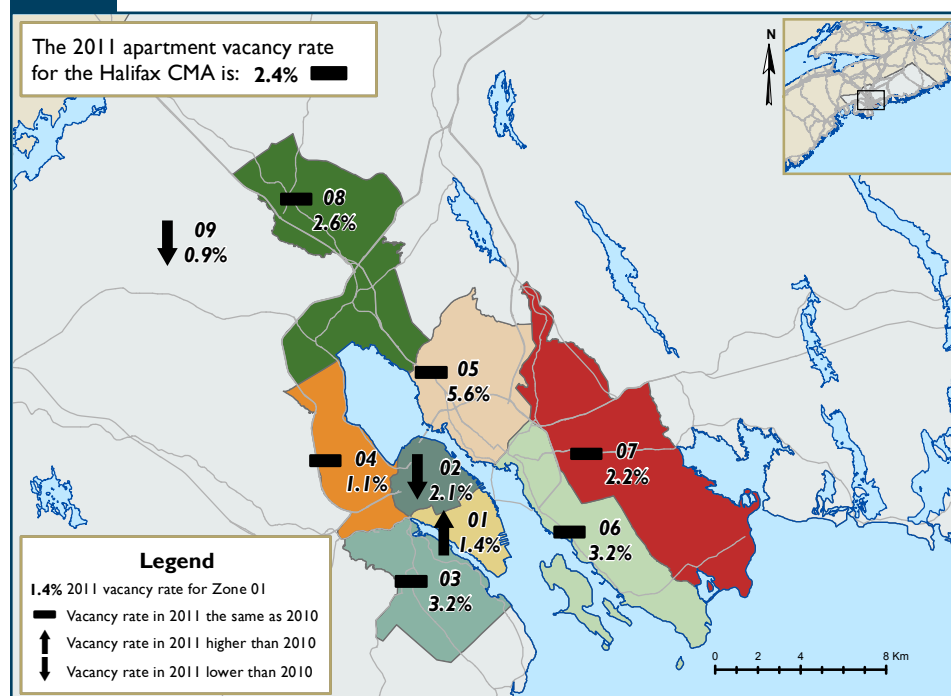 The 2011 apartment vacancy rate
for the Halifax CMA is: 2.4%
N
08
2.6%
09
0.9%
05
5.6%
04
1.1%
02
2.1%
07
2.2%
01
1.4%
06
3.2%
03
3.2%
Legend
1.4% 2011 vacancy rate for Zone 01
Vacancy rate in 2011 the same as 2010
Vacancy rate in 2011 higher than 2010
Vacancy rate in 2011 lower than 2010
0 2 4 8 Km